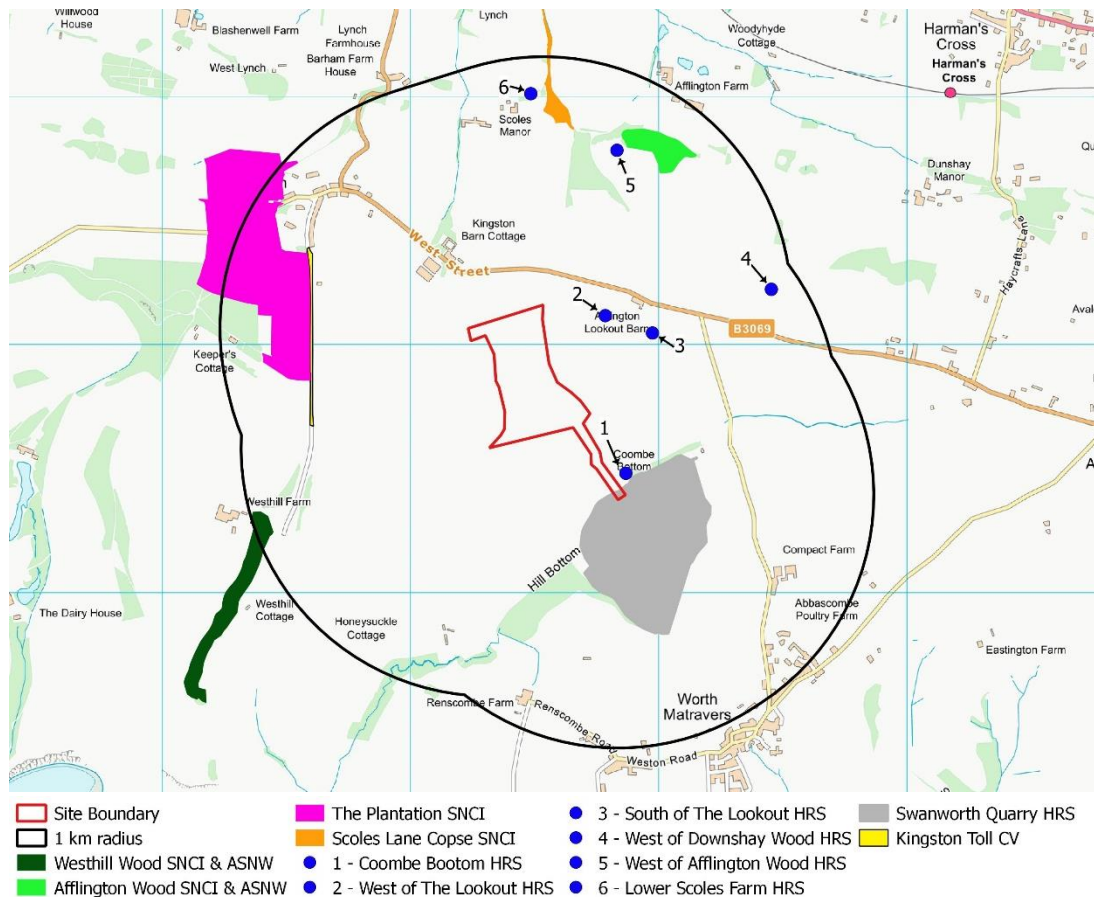 Willwood
House
Blashenwell Farm
Lynch
Farmhouse
Barham Farm
House
West Lynch
Lynch
Woodyhyde
Cottage
Harman's
Cross
Harman's
Cross
Afflington Farm
6
Scoles
Manor
5
Dunshay
Manor
Kingston
Barn Cottage
West Street
Haycrafts Lane
4
2
Afflington
Lookout Barn
3
B3069
Keeper's
Cottage
1
Coombe
Bottom
Westhill Farm
Hill Bottom
Compact Farm
The Dairy House
Westhill
Cottage
Honeysuckle
Cottage
Abbascombe
Poultry Farm
Eastington Farm
Renscombe Farm
Renscombe Road
Worth
Matravers
Weston Road
Site Boundary
1 km radius
Westhill Wood SNCI & ASNW
Afflington Wood SNCI & ASNW
The Plantation SNCI
Scoles Lane Copse SNCI
1 - Coombe Bootom HRS
2 - West of The Lookout HRS
3 - South of The Lookout HRS
4 - West of Downshay Wood HRS
5 - West of Afflington Wood HRS
6 - Lower Scoles Farm HRS
Swanworth Quarry HRS
Kingston Toll CV